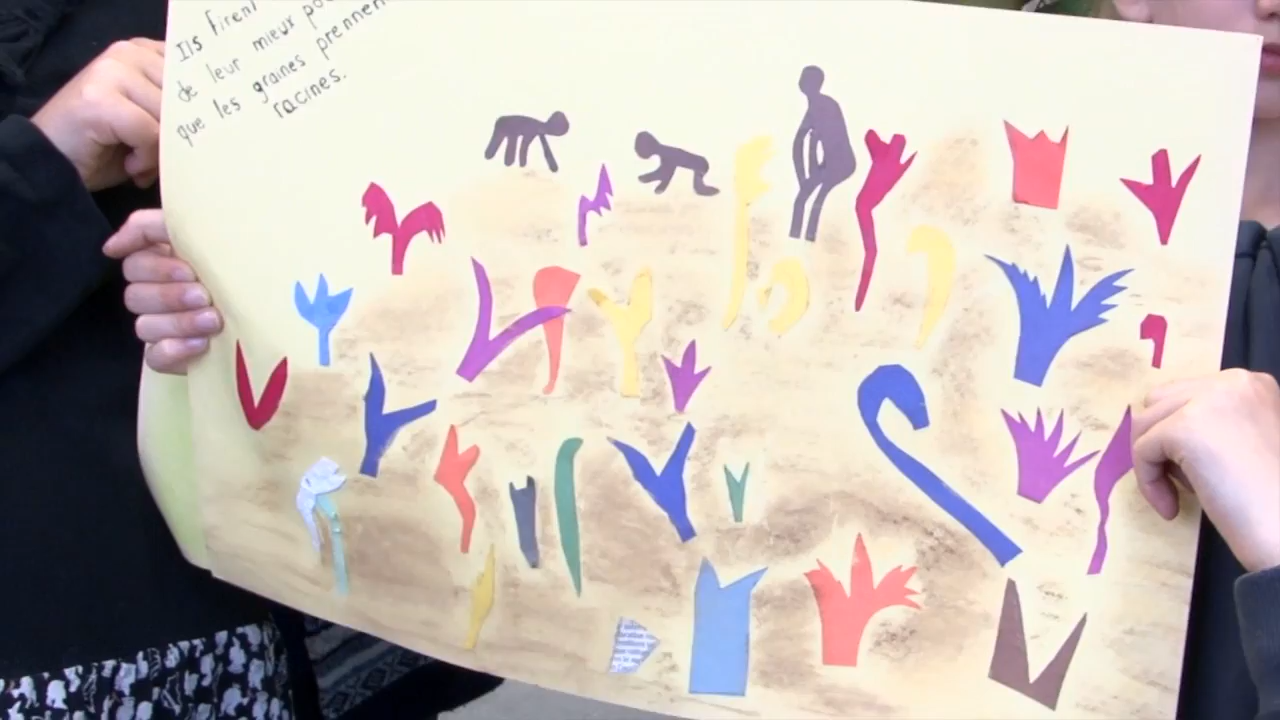 Ils firent
de leur mieux
que les graines prennent
racines.